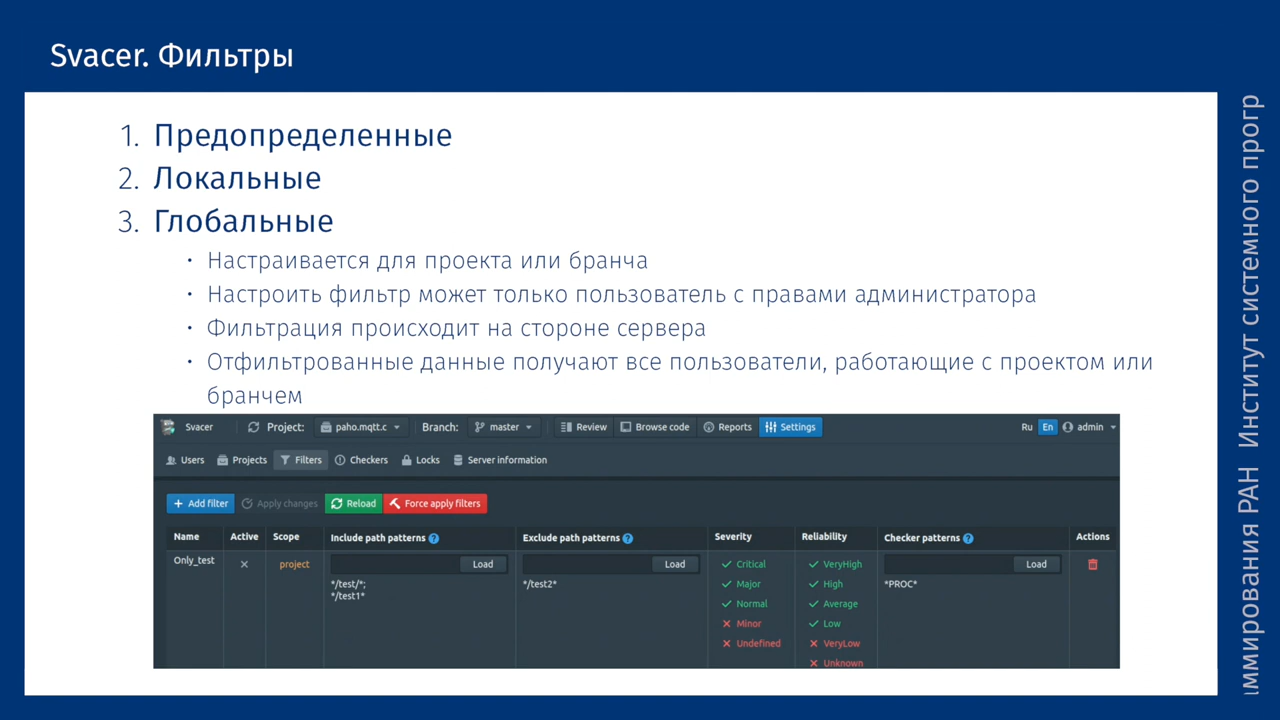 Svacer. Фильтры
1. Предопределенные
2. Локальные
3. Глобальные
• Настраивается для проекта или бранча
• Настроить фильтр может только пользователь с правами администратора
• Фильтрация происходит на стороне сервера
• Отфильтрованные данные получают все пользователи, работающие с проектом или
бранчем
Svacer Project: paho.mqtt.c Branch: master Review Browse code Reports Settings Ru En admin
Users Projects Filters Checkers Locks Server information
+ Add filter Apply changes Reload Force apply filters
Name Active Scope Include path patterns ? Exclude path patterns ? Severity Reliability Checker patterns ? Actions
Only_test project Load Load Critical VeryHigh Load
*/test/*; */test2* Major High *PROC*
*/test1*
Normal Average
Minor Low
Undefined VeryLow
Unknown
аммирования РАН Институт системного прогр